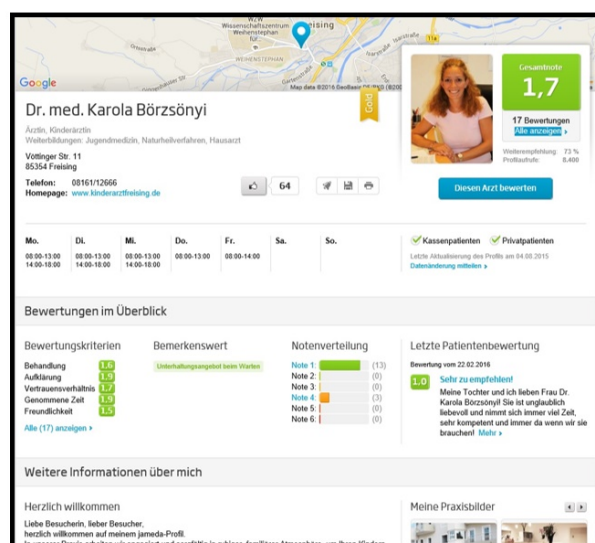 W/W
Wissenschaftszentrum
Weihenstephan
für
eising
Isarstraße
11a
WEIHENSTEPHAN
Google
Map data ©2016 GeoBasis-DE/BKG (©200
Gesamtnote
1,7
17 Bewertungen
Alle anzeigen
Weiterempfehlung 73 %
Profilaufrufe: 8.400
Diesen Arzt bewerten
Gold
Dr. med. Karola Börzsönyi
Ärztin, Kinderärztin
Weiterbildungen: Jugendmedizin, Naturheilverfahren, Hausarzt
Vöttinger Str. 11
85354 Freising
Telefon: 08161/12666
Homepage: www.kinderarztfreising.de
64
Mo. Di. Mi. Do. Fr. Sa. So.
08:00-13:00 08:00-13:00 08:00-13:00 08:00-13:00 08:00-14:00
14:00-18:00 14:00-18:00 14:00-18:00
Kassenpatienten Privatpatienten
Letzte Aktualisierung des Profils am 04.08.2015
Datenänderung mitteilen
Bewertungen im Überblick
Bewertungskriterien
Behandlung 1,6
Aufklärung 1,9
Vertrauensverhältnis 1,7
Genommene Zeit 1,9
Freundlichkeit 1,5
Alle (17) anzeigen
Bemerkenswert
Unterhaltungsangebot beim Warten
Notenverteilung
Note 1: (13)
Note 2: (0)
Note 3: (0)
Note 4: (3)
Note 5: (0)
Note 6: (0)
Letzte Patientenbewertung
Bewertung vom 22.02.2016
1.0 Sehr zu empfehlen!
Meine Tochter und ich lieben Frau Dr.
Karola Börzsönyi! Sie ist unglaublich
liebevoll und nimmt sich immer viel Zeit,
sehr kompetent und immer da wenn wir sie
brauchen! Mehr
Weitere Informationen über mich
Herzlich willkommen
Liebe Besucherin, lieber Besucher,
herzlich willkommen auf meinem jameda-Profil.
Meine Praxisbilder